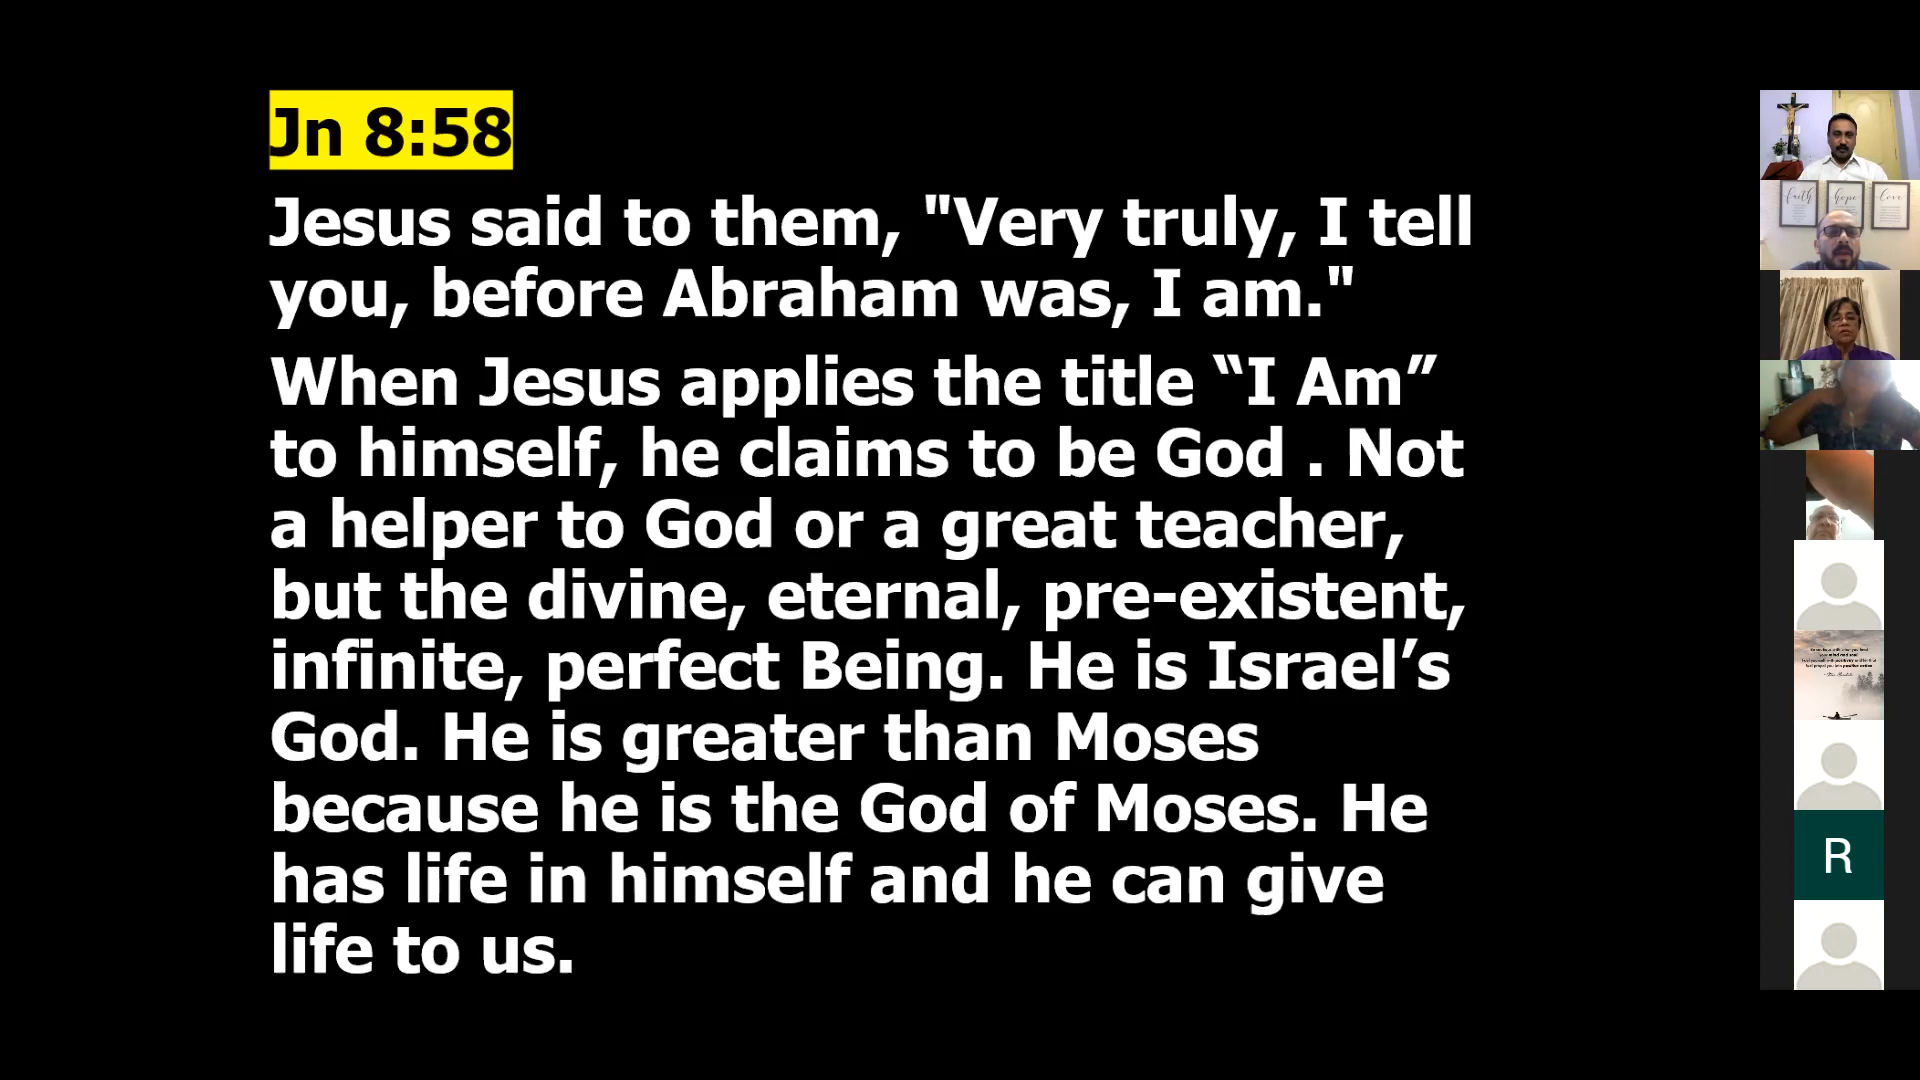 Jn 8:58
Jesus said to them, "Very truly, I tell
you, before Abraham was, I am."
When Jesus applies the title “I Am”
to himself, he claims to be God . Not
a helper to God or a great teacher,
but the divine, eternal, pre-existent,
infinite, perfect Being. He is Israel’s
God. He is greater than Moses
because he is the God of Moses. He
has life in himself and he can give
life to us.
faith hope love
R